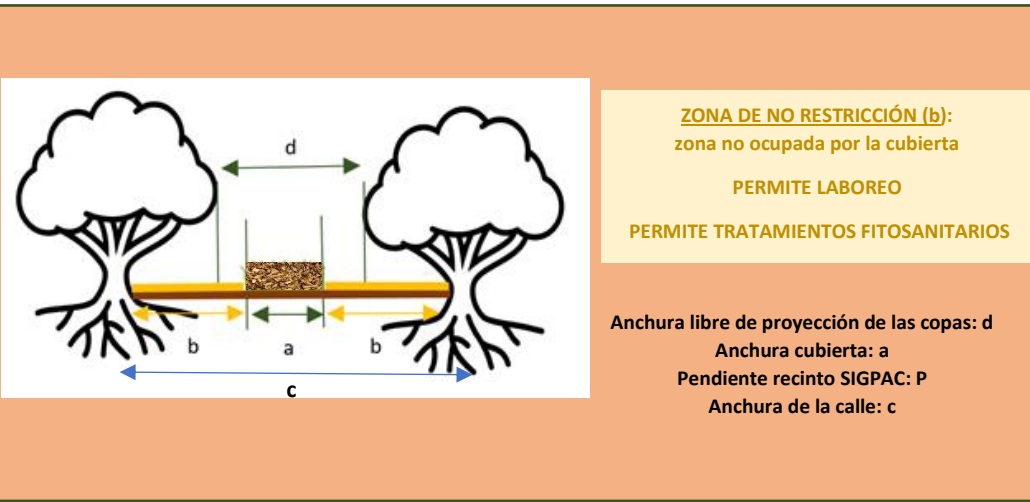 d
b
a
b
c
ZONA DE NO RESTRICCIÓN (b):
zona no ocupada por la cubierta
PERMITE LABOREO
PERMITE TRATAMIENTOS FITOSANITARIOS
Anchura libre de proyección de las copas: d
Anchura cubierta: a
Pendiente recinto SIGPAC: P
Anchura de la calle: c